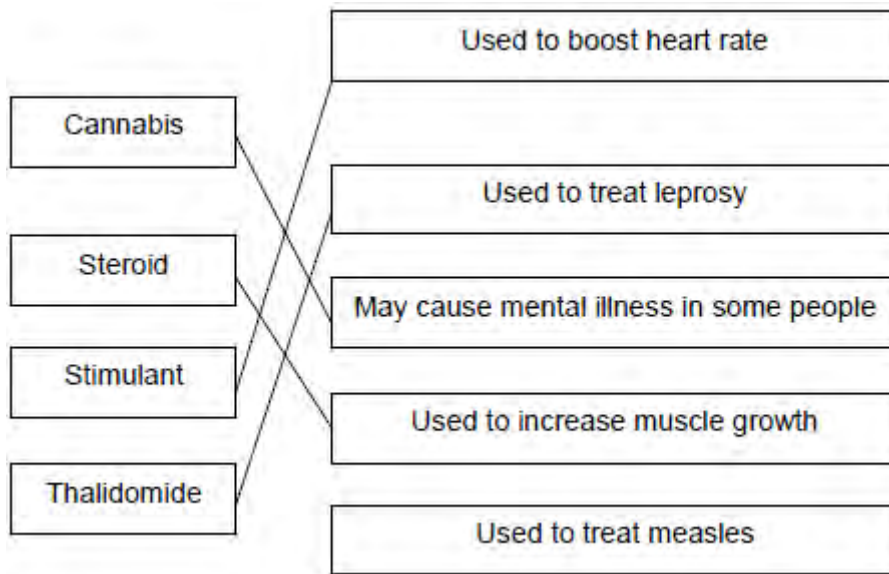 Cannabis
Steroid
Stimulant
Thalidomide
Used to boost heart rate
Used to treat leprosy
May cause mental illness in some people
Used to increase muscle growth
Used to treat measles